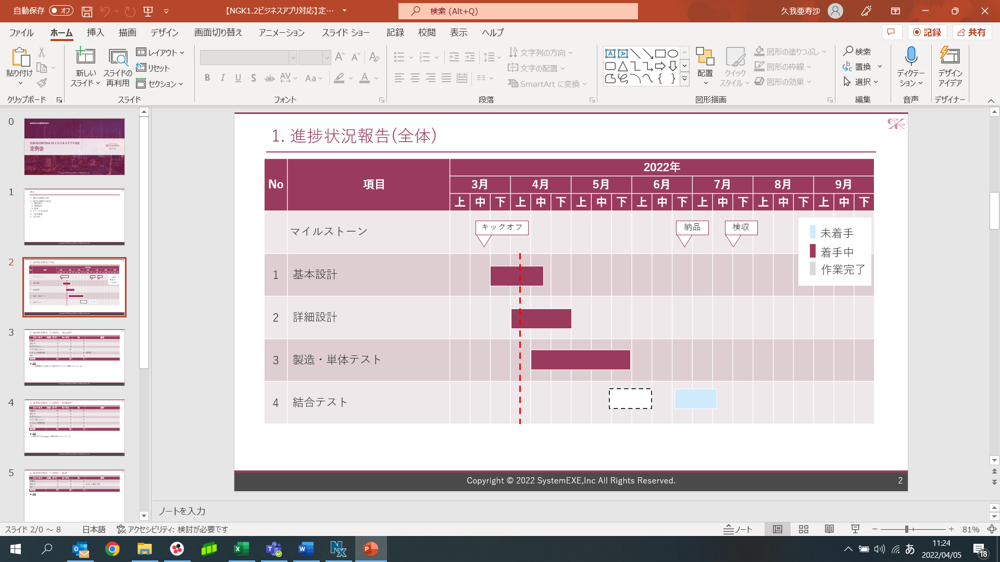 自動保存 オフ
【NGK1.2ビジネスアプリ対応】定…
検索 (Alt+Q)
久我亜寿沙
ファイル ホーム 挿入 描画 デザイン 画面切り替え アニメーション スライド ショー 記録 校閲 表示 ヘルプ
記録 共有
貼り付け
クリップボード
新しい
スライド
スライドの
再利用
レイアウト
リセット
セクション
スライド
B I U S ab AV Aa A
フォント
文字列の方向
文字の配置
SmartArt に変換
段落
配置
クイック
スタイル
図形の塗りつぶし
図形の枠線
図形の効果
図形描画
検索
置換
選択
編集
ディクテー
ション
音声
デザイン
アイデア
デザイナー
0
定例会
1
2
3
4
5
1. 進捗状況報告(全体)
No 項目 2022年
3月 4月 5月 6月 7月 8月 9月
上 中 下 上 中 下 上 中 下 上 中 下 上 中 下 上 中 下 上 中 下
マイルストーン
キックオフ 納品 検収
未着手
着手中
作業完了
1 基本設計
2 詳細設計
3 製造・単体テスト
4 結合テスト
Copyright © 2022 SystemEXE,Inc All Rights Reserved.
2
ノートを入力
スライド 2/0 ～ 8 日本語 アクセシビリティ: 検討が必要です
ノート
81%
あ
11:24
2022/04/05
18